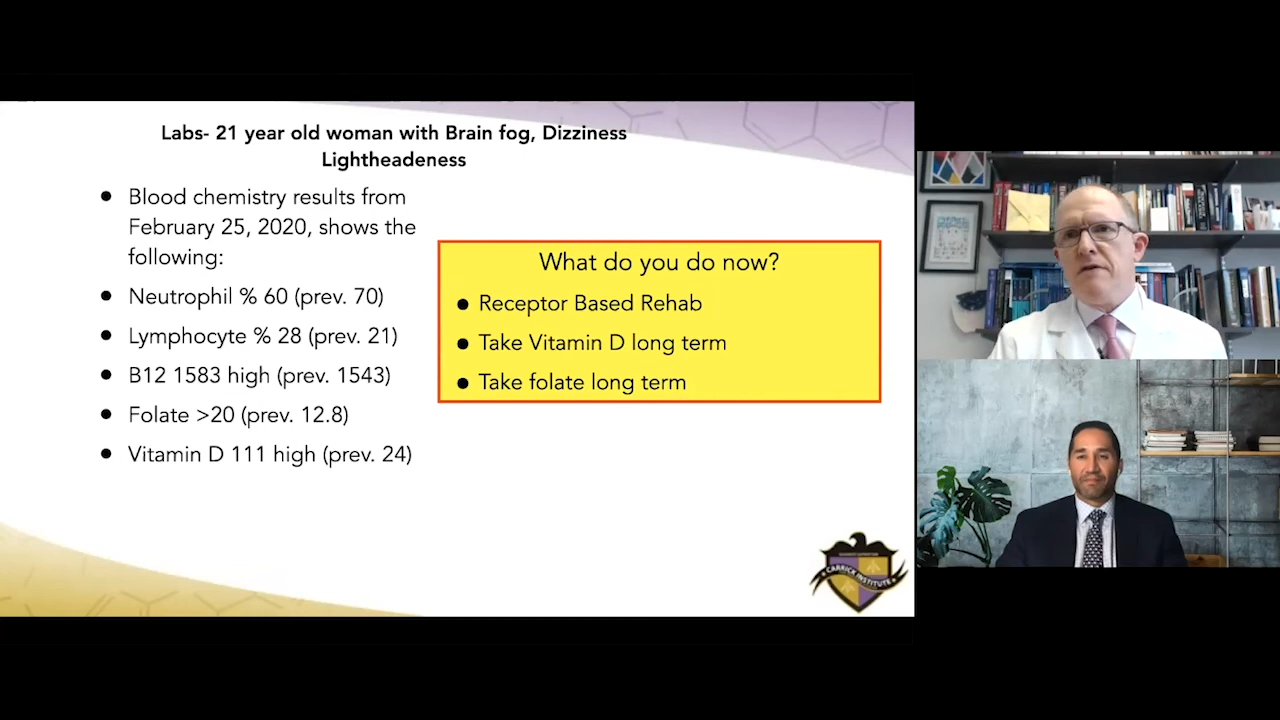 Labs- 21 year old woman with Brain fog, Dizziness
Lightheadeness
Blood chemistry results from
February 25, 2020, shows the
following:
Neutrophil % 60 (prev. 70)
Lymphocyte % 28 (prev. 21)
B12 1583 high (prev. 1543)
Folate >20 (prev. 12.8)
Vitamin D 111 high (prev. 24)
What do you do now?
Receptor Based Rehab
Take Vitamin D long term
Take folate long term
CARRICK INSTITUTE